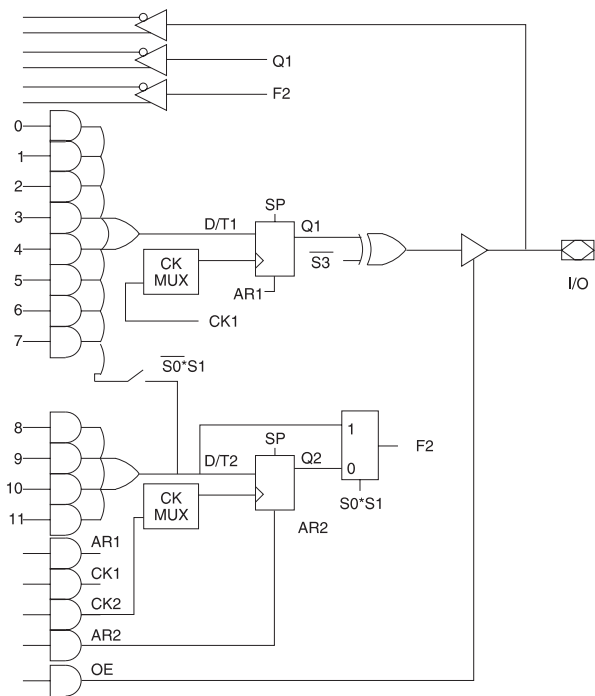 Q1
F2
0
1
2
3
4
5
6
7
SP
D/T1
Q1
S3
CK
MUX
AR1
CK1
I/O
S0*S1
8
9
10
11
SP
D/T2
Q2
1
0
F2
S0*S1
CK
MUX
AR2
AR1
CK1
CK2
AR2
OE